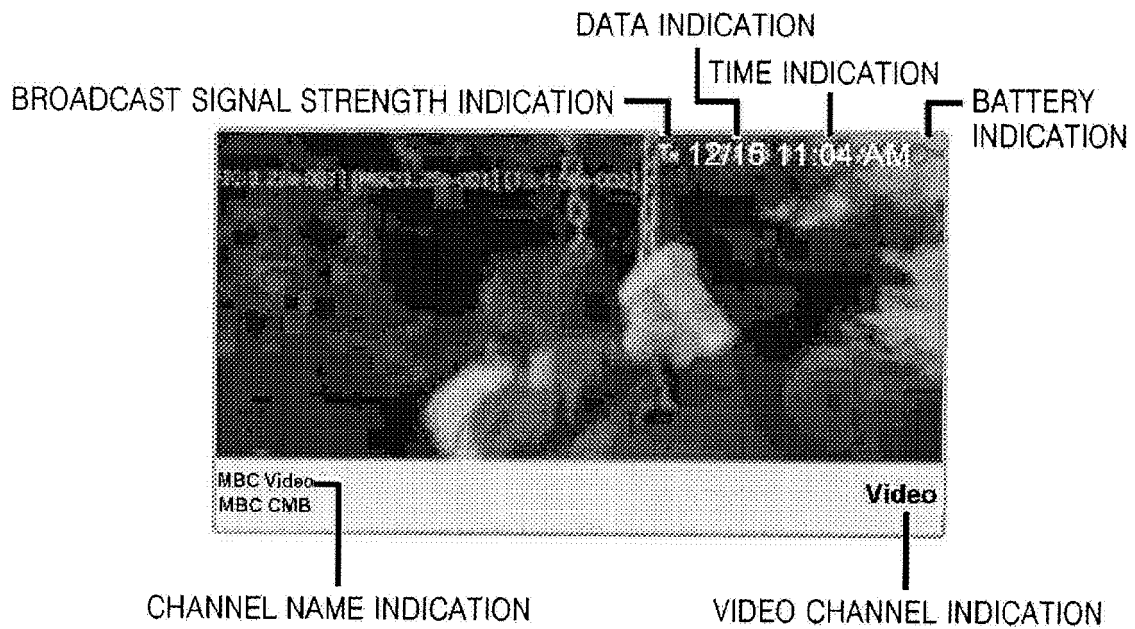 DATA INDICATION
TIME INDICATION
BROADCAST SIGNAL STRENGTH INDICATION
BATTERY
INDICATION
12/16 11:04 AM
MBC Video
MBC CMB
Video
CHANNEL NAME INDICATION
VIDEO CHANNEL INDICATION